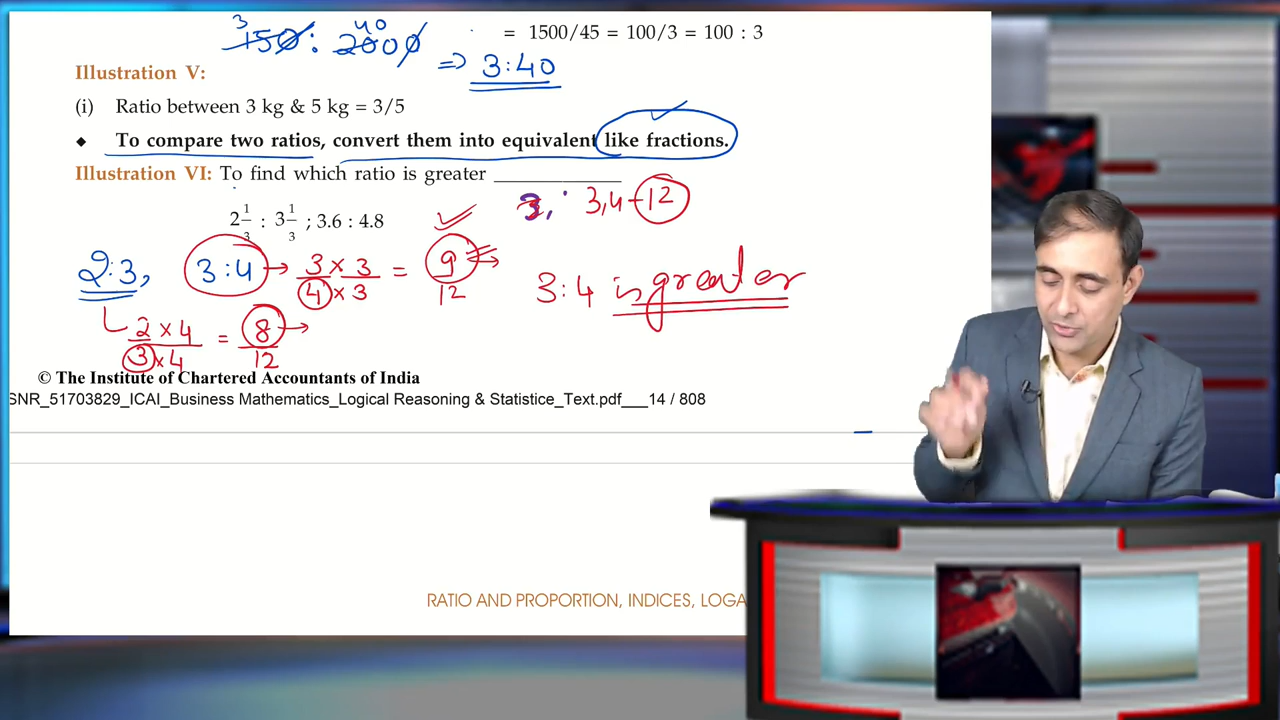 3 40
150 : 2000 = 1500/45 = 100/3 = 100 : 3
=> 3:40
Illustration V:
(i) Ratio between 3 kg & 5 kg = 3/5
◆ To compare two ratios, convert them into equivalent like fractions.
Illustration VI: To find which ratio is greater ____________
3, 3,4-12
2 1/3 : 3 1/3 ; 3.6 : 4.8
2:3, 3:4 → 3 × 3 / 4 × 3 = 9/12 3:4 is greater
2 × 4 / 3 × 4 = 8/12 →
© The Institute of Chartered Accountants of India
SNR_51703829_ICAI_Business Mathematics_Logical Reasoning & Statistice_Text.pdf___14 / 808
RATIO AND PROPORTION, INDICES, LOGA